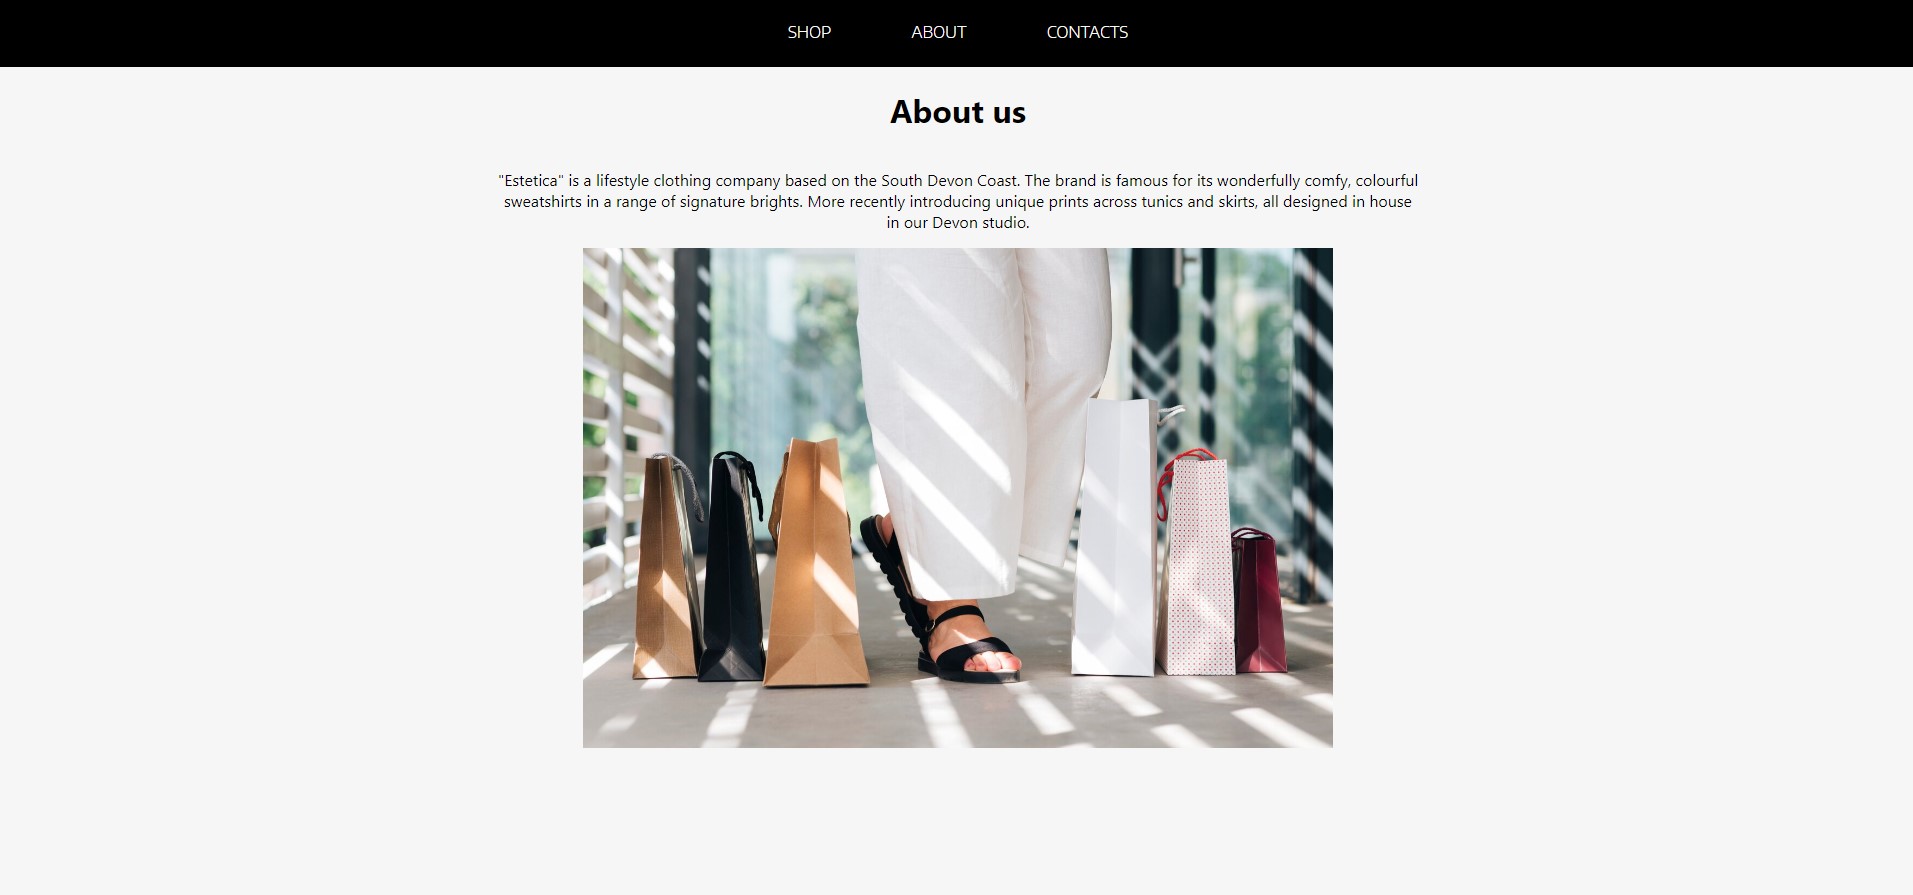 SHOP ABOUT CONTACTS
About us
"Estetica" is a lifestyle clothing company based on the South Devon Coast. The brand is famous for its wonderfully comfy, colourful
sweatshirts in a range of signature brights. More recently introducing unique prints across tunics and skirts, all designed in house
in our Devon studio.